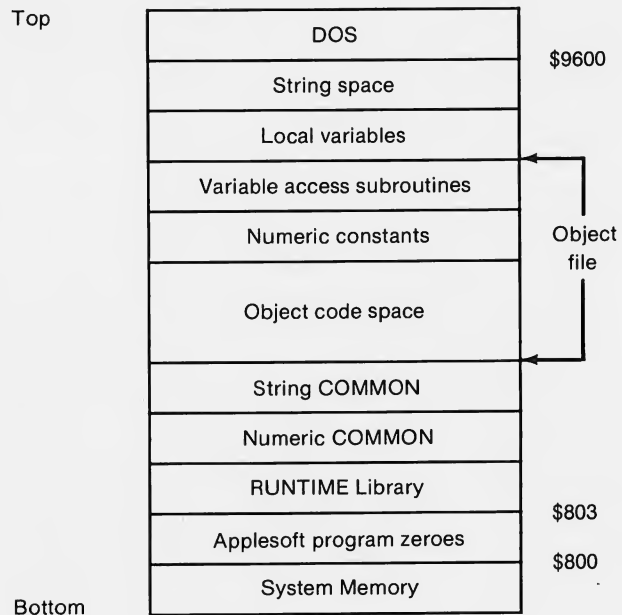 Top
DOS
$9600
String space
Local variables
Variable access subroutines
Numeric constants
Object
file
Object code space
String COMMON
Numeric COMMON
RUNTIME Library
$803
Applesoft program zeroes
$800
System Memory
Bottom